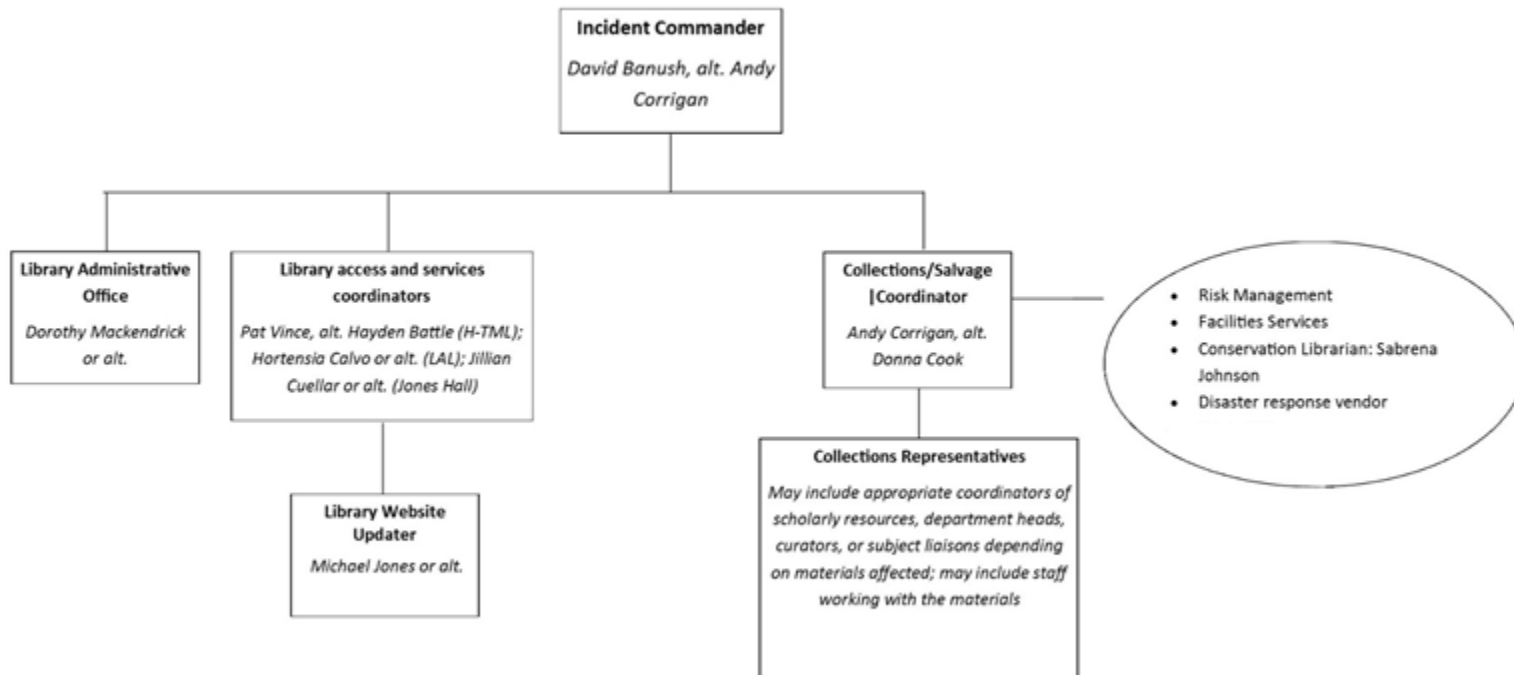 Incident Commander
David Banush, alt. Andy
Corrigan
Library Administrative
Office
Dorothy Mackendrick
or alt.
Library access and services
coordinators
Pat Vince, alt. Hayden Battle (H-TML);
Hortensia Calvo or alt. (LAL); Jillian
Cuellar or alt. (Jones Hall)
Library Website
Updater
Michael Jones or alt.
Collections/Salvage
|Coordinator
Andy Corrigan, alt.
Donna Cook
Collections Representatives
May include appropriate coordinators of
scholarly resources, department heads,
curators, or subject liaisons depending
on materials affected; may include staff
working with the materials
• Risk Management
• Facilities Services
• Conservation Librarian: Sabrena
Johnson
• Disaster response vendor